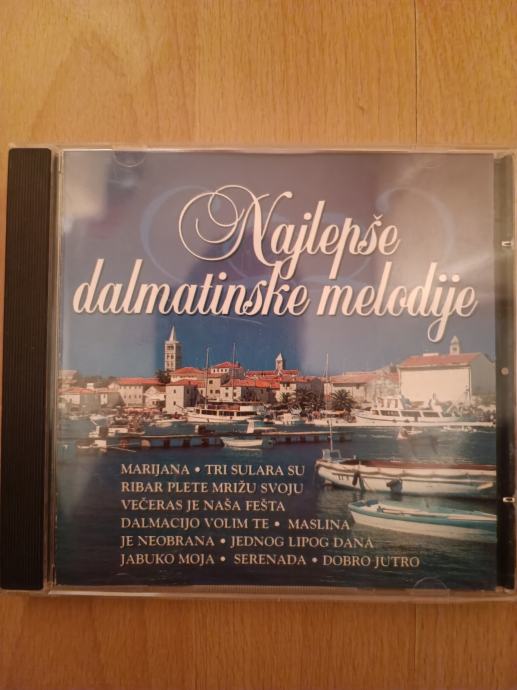 Najlepše
dalmatinske melodije
MARIJANA • TRI SULARA SU
RIBAR PLETE MRIŽU SVOJU
VEČERAS JE NAŠA FEŠTA
DALMACIJO VOLIM TE • MASLINA
JE NEOBRANA • JEDNOG LIPOG DANA
JABUKO MOJA • SERENADA • DOBRO JUTRO